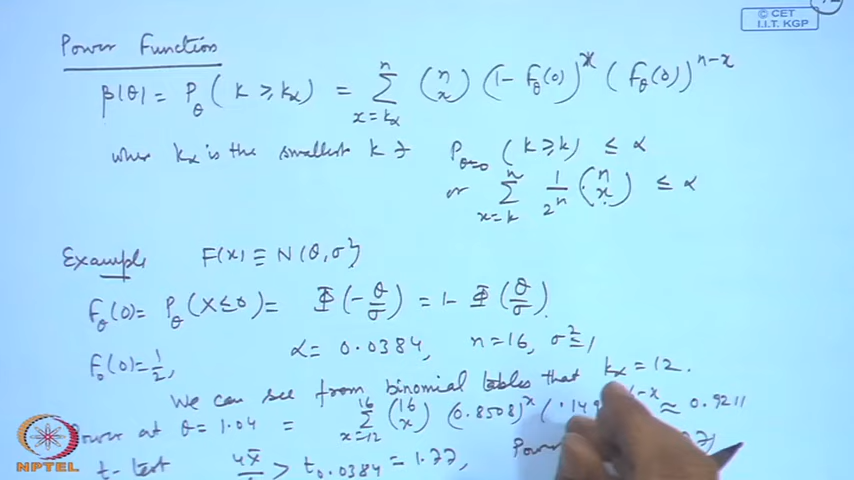 © CET
I.I.T. KGP
Power Function
β(θ) = P_θ (K ≥ k_α) = Σ_{x=k_α}^{n} (n x) (1 - F_θ(0))^x (F_θ(0))^{n-x}
where k_α is the smallest k ∋ P_{θ=0} (K ≥ k) ≤ α
or Σ_{x=k}^{n} 1/2^n (n x) ≤ α
Example F(x) ≡ N(θ, σ²)
F_θ(0) = P_θ(X ≤ 0) = Φ(-θ/σ) = 1 - Φ(θ/σ).
F_0(0) = 1/2, α = 0.0384, n = 16, σ² = 1
We can see from binomial tables that k_α = 12.
Power at θ = 1.04 = Σ_{x=12}^{16} (16 x) (0.8508)^x ≈ 0.9211
t-test 4X̄ > t_{0.0384} = 1.77,
NPTEL